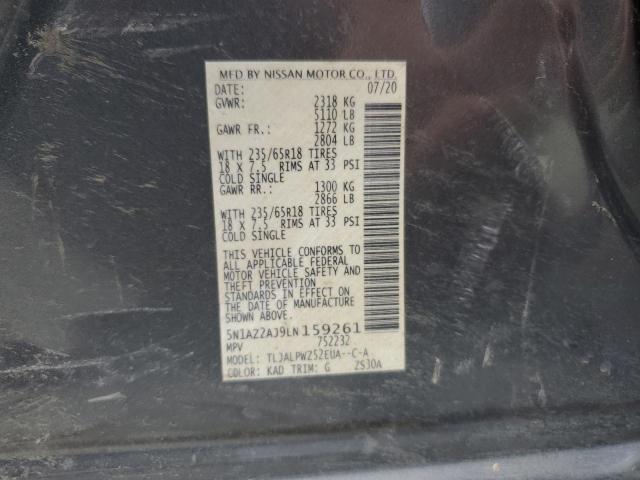 MFD BY NISSAN MOTOR CO., LTD.
DATE: 07/20
GVWR: 2318 KG
5110 LB
GAWR FR.: 1272 KG
2804 LB
WITH 235/65R18 TIRES
18 X 7.5 RIMS AT 33 PSI
COLD SINGLE
GAWR RR.: 1300 KG
2866 LB
WITH 235/65R18 TIRES
18 X 7.5 RIMS AT 33 PSI
COLD SINGLE
THIS VEHICLE CONFORMS TO
ALL APPLICABLE FEDERAL
MOTOR VEHICLE SAFETY AND
THEFT PREVENTION
STANDARDS IN EFFECT ON
THE DATE OF MANUFACTURE
SHOWN ABOVE.
5N1AZ2AJ9LN159261
MPV 752232
MODEL: TLJALPWZ52EUA--C-A
COLOR: KAD TRIM: G ZS30A